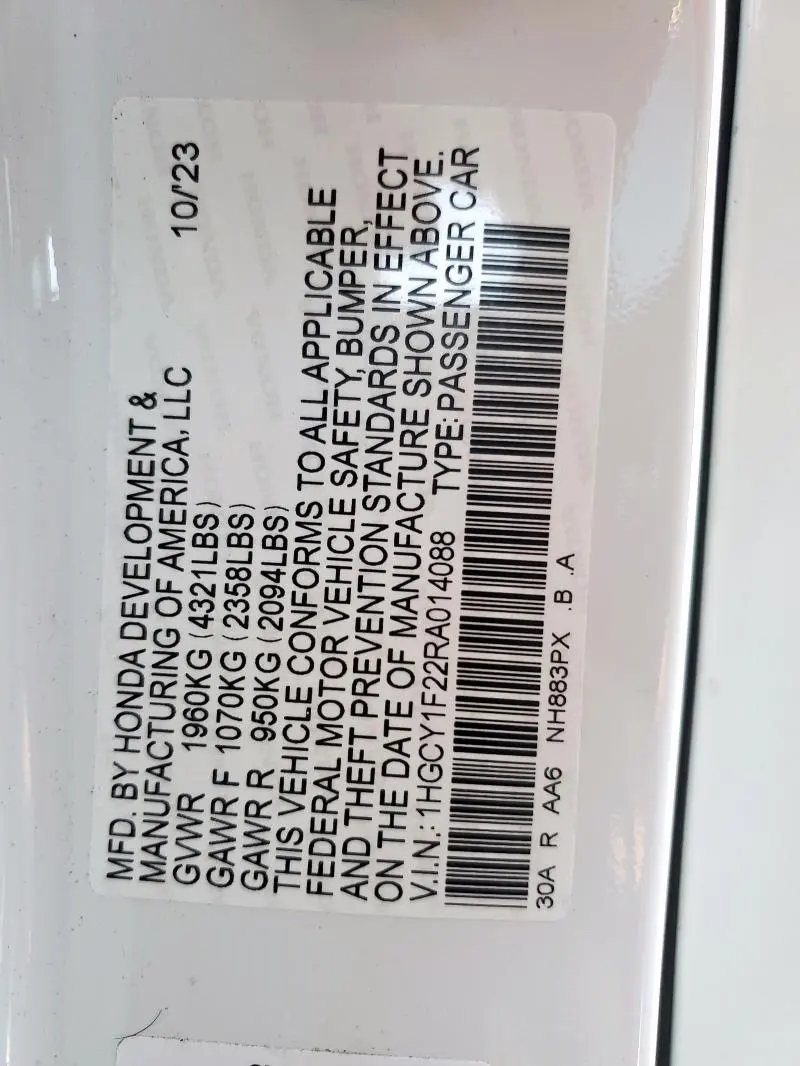 MFD. BY HONDA DEVELOPMENT &
MANUFACTURING OF AMERICA, LLC 10/'23
GVWR 1960KG (4321LBS)
GAWR F 1070KG (2358LBS)
GAWR R 950KG (2094LBS)
THIS VEHICLE CONFORMS TO ALL APPLICABLE
FEDERAL MOTOR VEHICLE SAFETY, BUMPER,
AND THEFT PREVENTION STANDARDS IN EFFECT
ON THE DATE OF MANUFACTURE SHOWN ABOVE.
V.I.N.: 1HGCY1F22RA014088 TYPE: PASSENGER CAR
30A R AA6 NH883PX .B .A